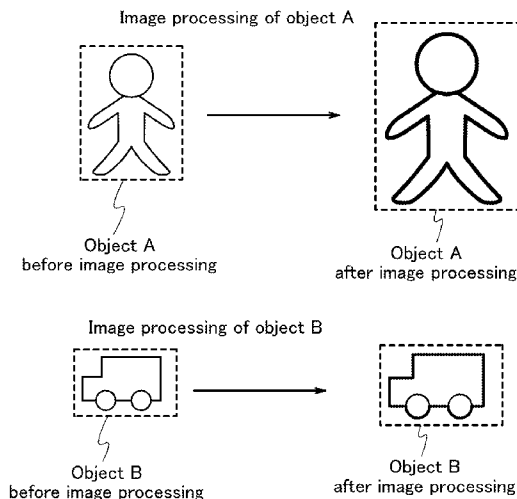 Image processing of object A
Object A
before image processing
Object A
after image processing
Image processing of object B
Object B
before image processing
Object B
after image processing